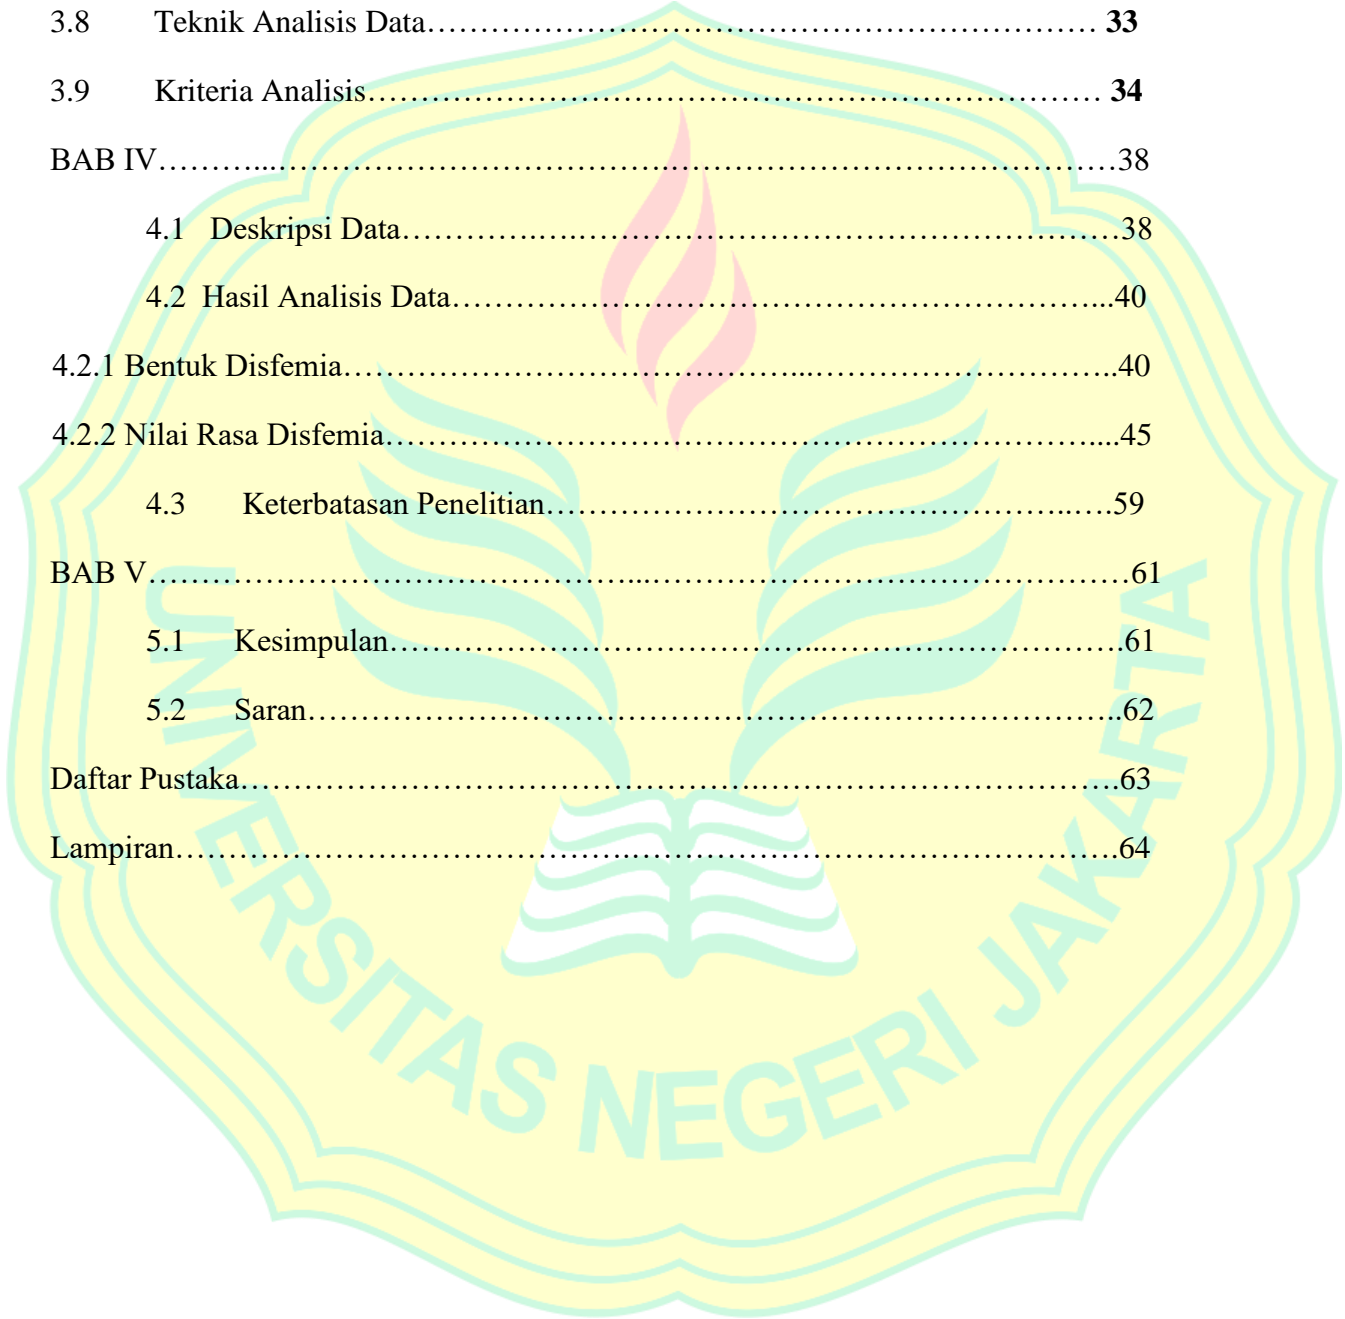 3.8 Teknik Analisis Data……………………………………………………… 33
3.9 Kriteria Analisis…………………………………………………………… 34
BAB IV………...……………………………………………………………………38
4.1 Deskripsi Data………….….………………………………………………38
4.2 Hasil Analisis Data……………………………………………………...40
4.2.1 Bentuk Disfemia…………………………………...………………………..40
4.2.2 Nilai Rasa Disfemia…………………………………………………………....45
4.3 Keterbatasan Penelitian…………………………………………..….59
BAB V……………………………………...………………………………………61
5.1 Kesimpulan…………………………………...……………………….61
5.2 Saran…………………………………………………………………..62
Daftar Pustaka………………………………………….…………………………….63
Lampiran…………………………………………………………………………….64
UNIVERSITAS NEGERI JAKARTA